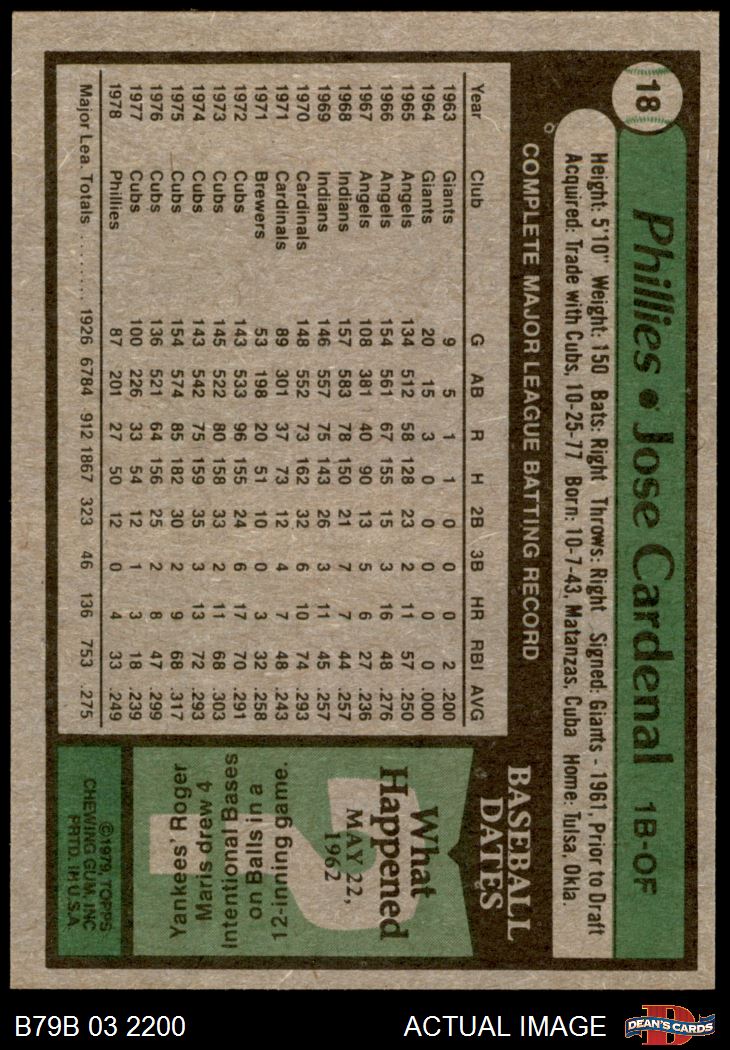 18
Phillies • Jose Cardenal 1B-OF
Height: 5'10" Weight: 150 Bats: Right Throws: Right Signed: Giants - 1961, Prior to Draft
Acquired: Trade with Cubs, 10-25-77 Born: 10-7-43, Matanzas, Cuba Home: Tulsa, Okla.
COMPLETE MAJOR LEAGUE BATTING RECORD
Year Club G AB R H 2B 3B HR RBI AVG
1963 Giants 9 5 1 1 0 0 0 2 .200
1964 Giants 20 15 3 0 0 0 0 0 .000
1965 Angels 134 512 58 128 23 2 11 57 .250
1966 Angels 154 561 67 155 15 3 16 48 .276
1967 Angels 108 381 40 90 13 5 6 27 .236
1968 Indians 157 583 78 150 21 7 7 44 .257
1969 Indians 146 557 75 143 26 3 11 45 .257
1970 Cardinals 148 552 73 162 32 6 10 74 .293
1971 Cardinals 89 301 37 73 12 4 7 48 .243
1971 Brewers 53 198 20 51 10 0 3 32 .258
1972 Cubs 143 533 96 155 24 6 17 70 .291
1973 Cubs 145 522 80 158 33 2 11 68 .303
1974 Cubs 143 542 75 159 35 3 13 72 .293
1975 Cubs 154 574 85 182 30 2 9 68 .317
1976 Cubs 136 521 64 156 25 2 8 47 .299
1977 Cubs 100 226 33 54 12 1 3 18 .239
1978 Phillies 87 201 27 50 12 0 4 33 .249
Major Lea. Totals . . . . . . . . . 1926 6784 912 1867 323 46 136 753 .275
BASEBALL
DATES
What
Happened
MAY 22,
1962
Yankees' Roger
Maris drew 4
Intentional Bases
on Balls in a
12-inning game.
©1979, TOPPS
CHEWING GUM, INC
PRTD. IN U.S.A.
B79B 03 2200
ACTUAL IMAGE
D
DEAN'S CARDS